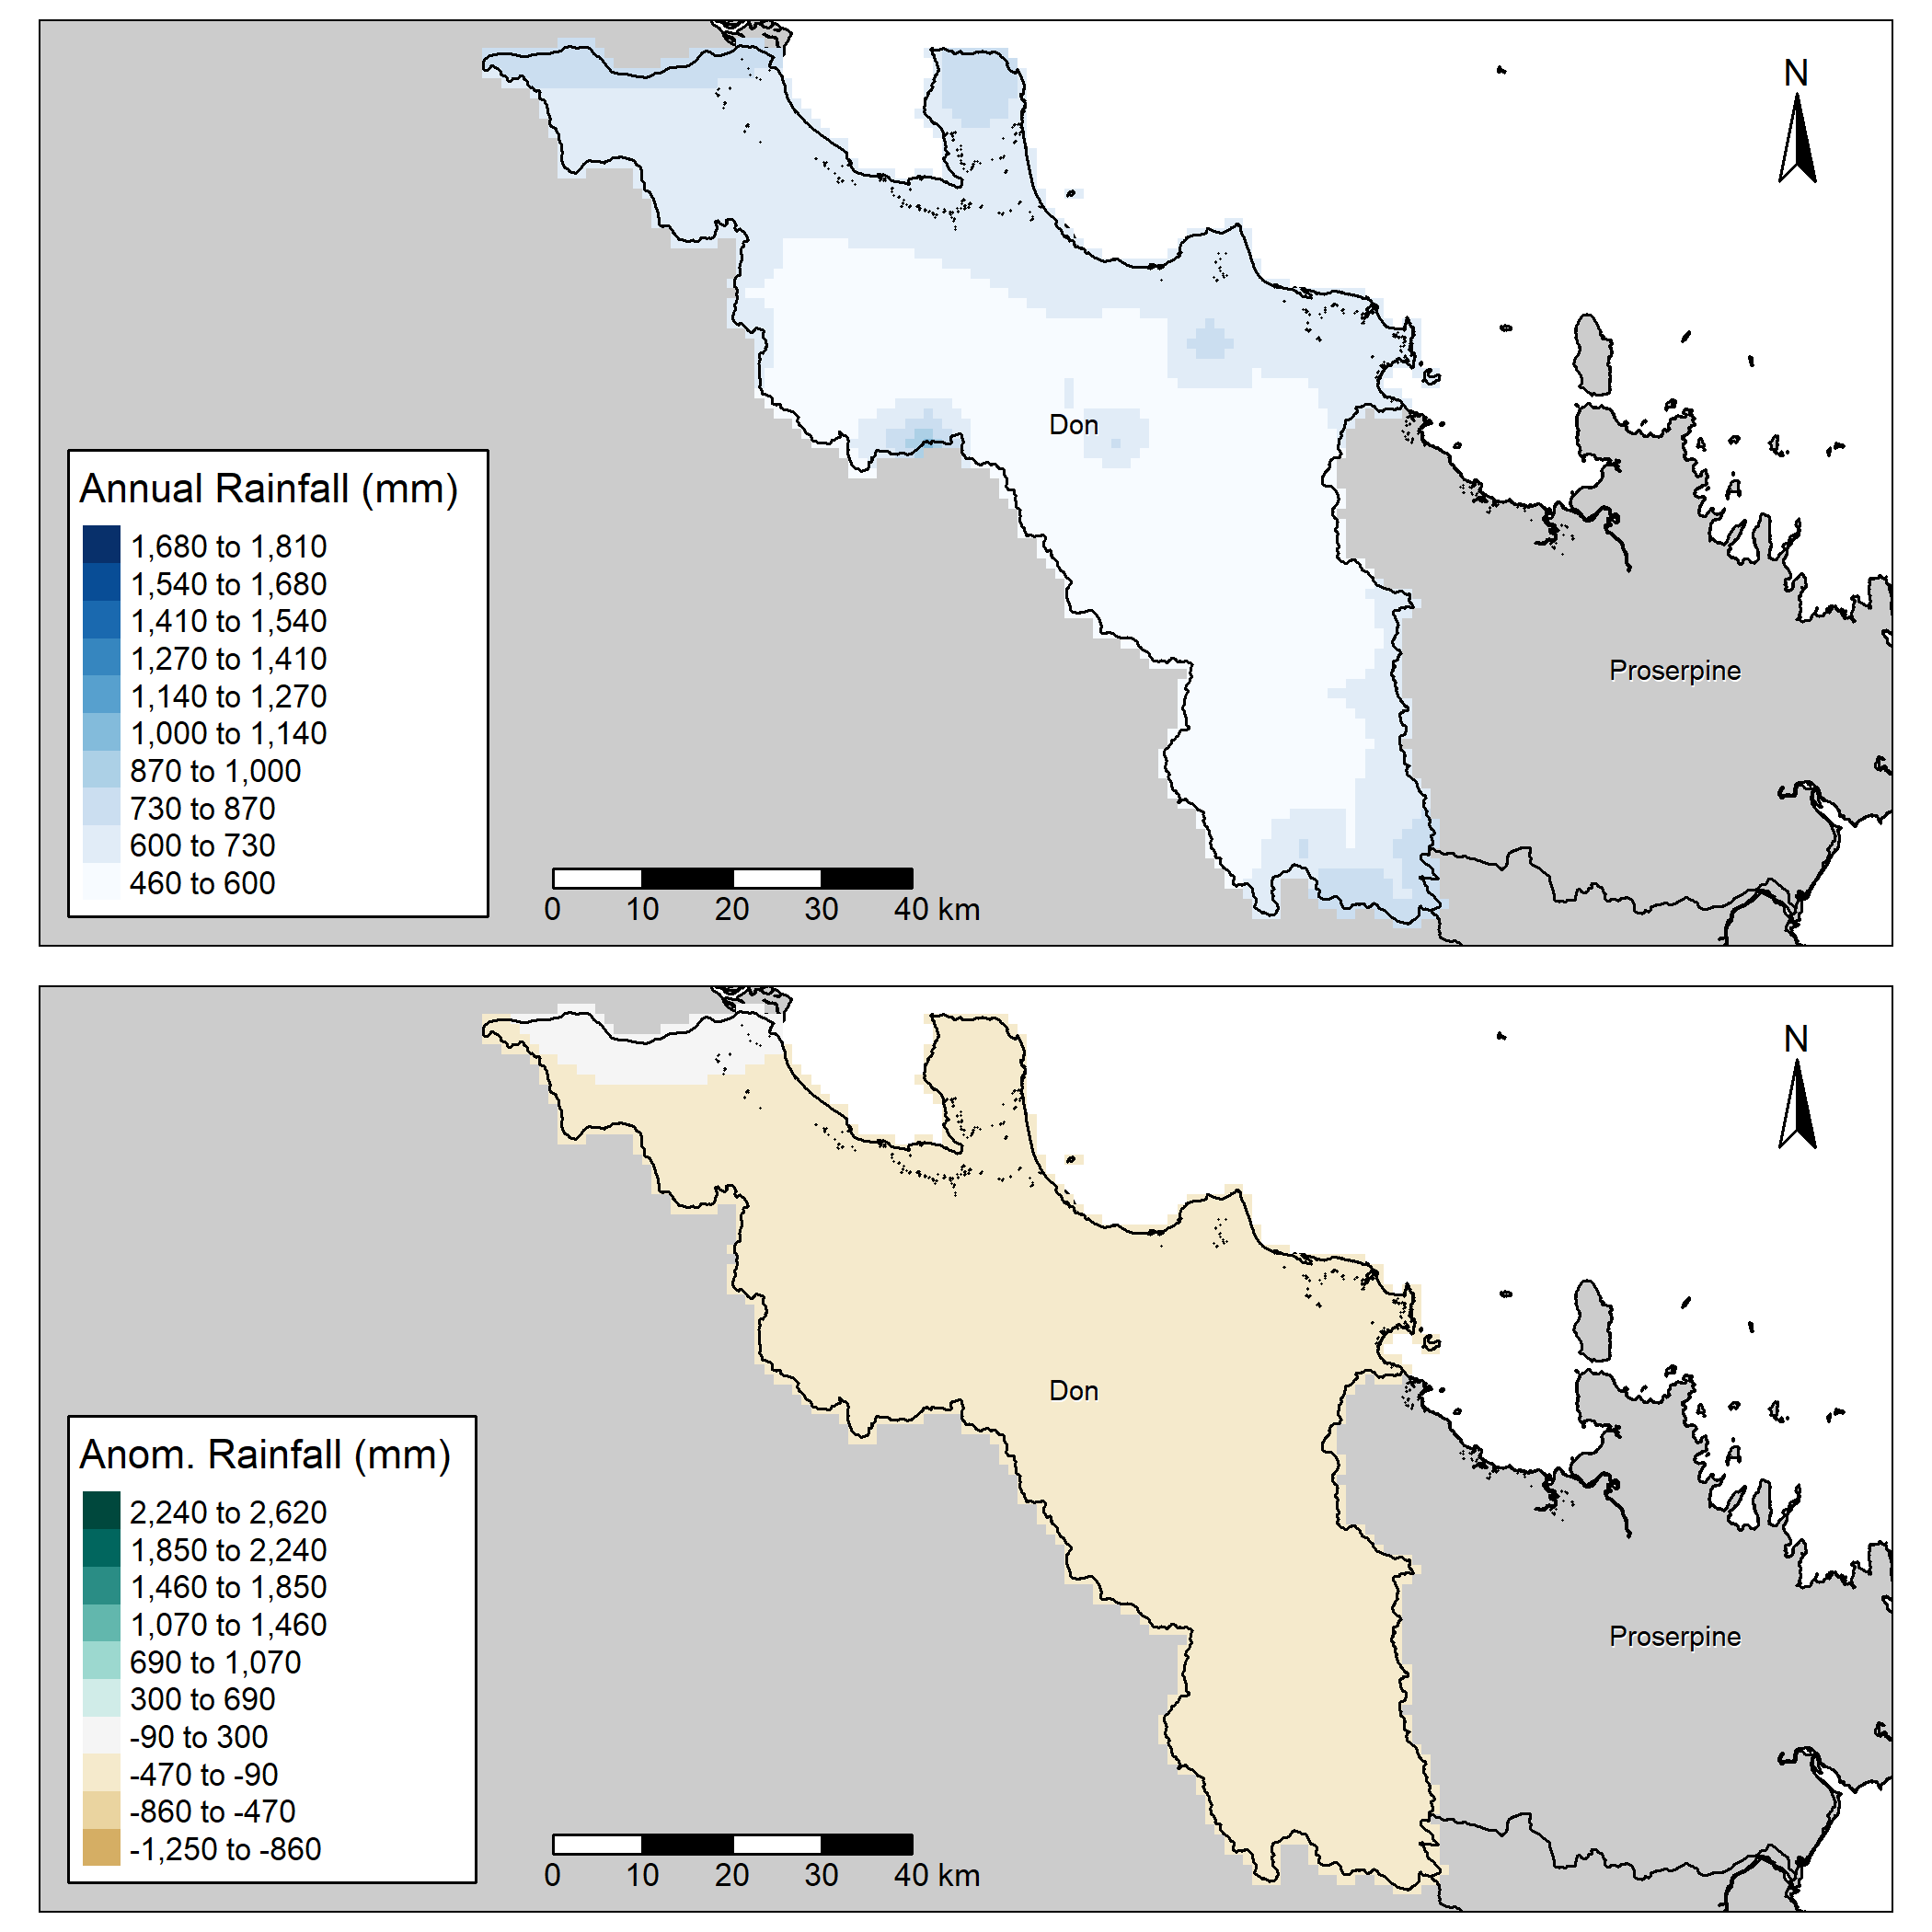 N
Don
Annual Rainfall (mm)
1,680 to 1,810
1,540 to 1,680
1,410 to 1,540
1,270 to 1,410
1,140 to 1,270
1,000 to 1,140
870 to 1,000
730 to 870
600 to 730
460 to 600
Proserpine
0 10 20 30 40 km
N
Don
Anom. Rainfall (mm)
2,240 to 2,620
1,850 to 2,240
1,460 to 1,850
1,070 to 1,460
690 to 1,070
300 to 690
-90 to 300
-470 to -90
-860 to -470
-1,250 to -860
Proserpine
0 10 20 30 40 km